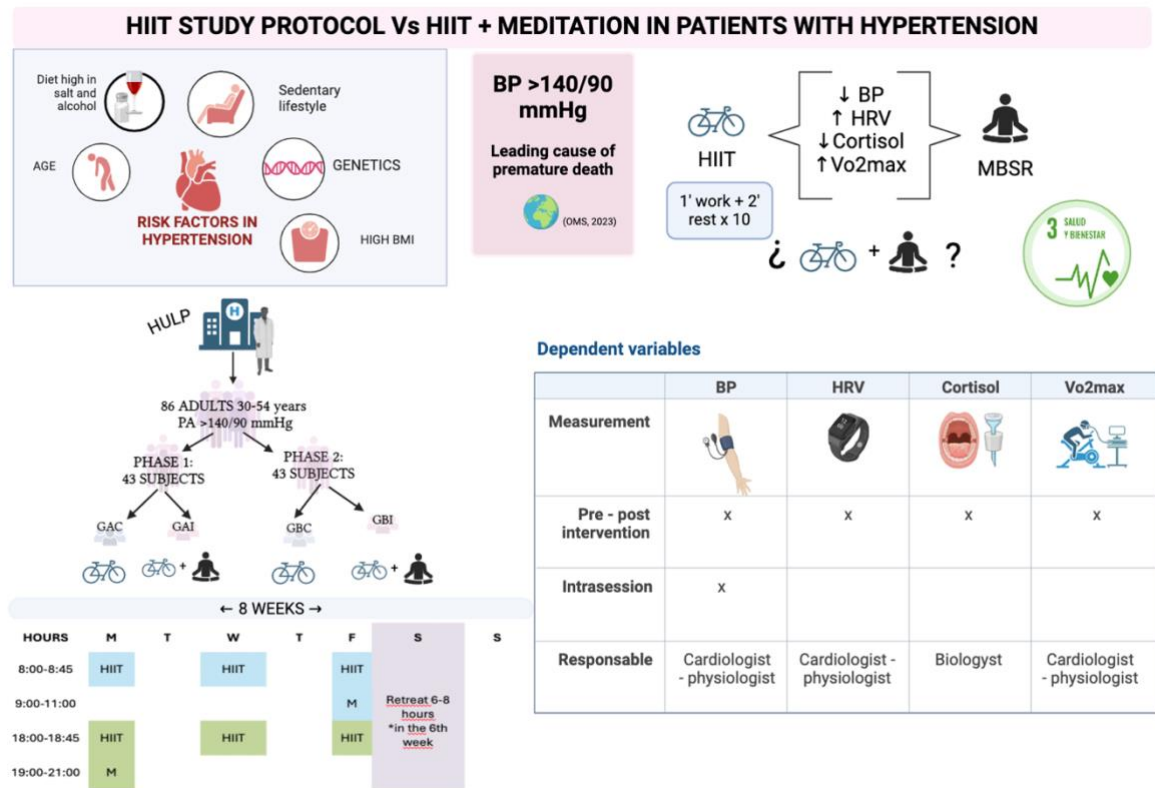 HIIT STUDY PROTOCOL Vs HIIT + MEDITATION IN PATIENTS WITH HYPERTENSION
Diet high in
salt and
alcohol
Sedentary
lifestyle
AGE
GENETICS
RISK FACTORS IN
HYPERTENSION
HIGH BMI
BP >140/90
mmHg
Leading cause of
premature death
(OMS, 2023)
HIIT
↓ BP
↑ HRV
↓Cortisol
↑Vo2max
MBSR
1' work + 2'
rest x 10
¿ + ?
3 SALUD
Y BIENESTAR
HULP
H
86 ADULTS 30-54 years
PA >140/90 mmHg
PHASE 1:
43 SUBJECTS
PHASE 2:
43 SUBJECTS
GAC
GAI
GBC
GBI
+
+
← 8 WEEKS →
HOURS M T W T F S S
8:00-8:45 HIIT HIIT HIIT
9:00-11:00 M
18:00-18:45 HIIT HIIT HIIT
19:00-21:00 M
Retreat 6-8
hours
*in the 6th
week
Dependent variables
BP HRV Cortisol Vo2max
Measurement
Pre - post
intervention
x x x x
Intrasession x
Responsable
Cardiologist
- physiologist
Cardiologist -
physiologist
Biologyst
Cardiologist
- physiologist